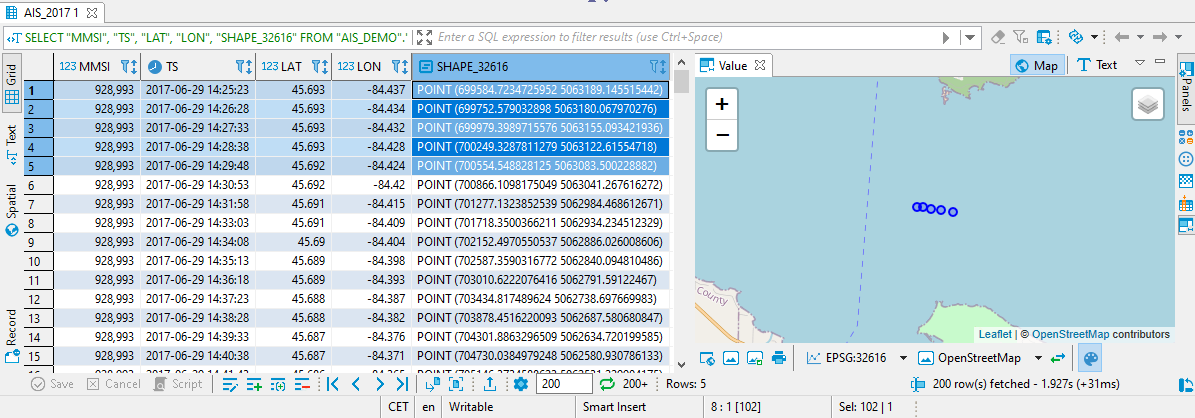 AIS_2017 1
SELECT "MMSI", "TS", "LAT", "LON", "SHAPE_32616" FROM "AIS_DEMO"."
Enter a SQL expression to filter results (use Ctrl+Space)
Grid
Text
Spatial
Record
123 MMSI TS 123 LAT 123 LON SHAPE_32616
1 928,993 2017-06-29 14:25:23 45.693 -84.437 POINT (699584.7234725952 5063189.145515442)
2 928,993 2017-06-29 14:26:28 45.693 -84.434 POINT (699752.579032898 5063180.067970276)
3 928,993 2017-06-29 14:27:33 45.693 -84.432 POINT (699979.3989715576 5063155.093421936)
4 928,993 2017-06-29 14:28:38 45.693 -84.428 POINT (700249.3287811279 5063122.61554718)
5 928,993 2017-06-29 14:29:48 45.692 -84.424 POINT (700554.548828125 5063083.500228882)
6 928,993 2017-06-29 14:30:53 45.692 -84.42 POINT (700866.1098175049 5063041.267616272)
7 928,993 2017-06-29 14:31:58 45.691 -84.415 POINT (701277.1323852539 5062984.468612671)
8 928,993 2017-06-29 14:33:03 45.691 -84.409 POINT (701718.3500366211 5062934.234512329)
9 928,993 2017-06-29 14:34:08 45.69 -84.404 POINT (702152.4970550537 5062886.026008606)
10 928,993 2017-06-29 14:35:13 45.689 -84.398 POINT (702587.3590316772 5062840.094810486)
11 928,993 2017-06-29 14:36:18 45.689 -84.393 POINT (703010.6222076416 5062791.59122467)
12 928,993 2017-06-29 14:37:23 45.688 -84.387 POINT (703434.817489624 5062738.697669983)
13 928,993 2017-06-29 14:38:28 45.688 -84.382 POINT (703878.4516220093 5062687.580680847)
14 928,993 2017-06-29 14:39:33 45.687 -84.376 POINT (704301.8863296509 5062634.720199585)
15 928,993 2017-06-29 14:40:38 45.687 -84.371 POINT (704730.0384979248 5062580.930786133)
Value
Map
Text
+
−
County
Leaflet | © OpenStreetMap contributors
Panels
EPSG:32616
OpenStreetMap
Save
Cancel
Script
200
200+
Rows: 5
200 row(s) fetched - 1.927s (+31ms)
CET
en
Writable
Smart Insert
8 : 1 [102]
Sel: 102 | 1